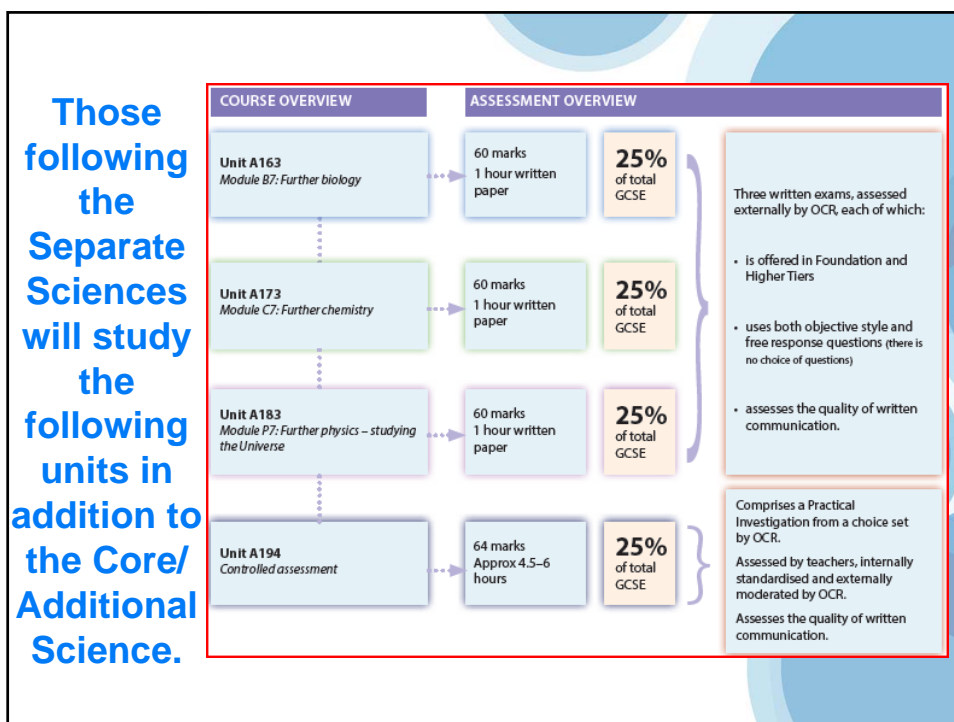 Those
following
the
Separate
Sciences
will study
the
following
units in
addition to
the Core/
Additional
Science.
COURSE OVERVIEW
ASSESSMENT OVERVIEW
Unit A163
Module B7: Further biology
60 marks
1 hour written
paper
25%
of total
GCSE
Unit A173
Module C7: Further chemistry
60 marks
1 hour written
paper
25%
of total
GCSE
Unit A183
Module P7: Further physics – studying
the Universe
60 marks
1 hour written
paper
25%
of total
GCSE
Three written exams, assessed
externally by OCR, each of which:
• is offered in Foundation and
Higher Tiers
• uses both objective style and
free response questions (there is
no choice of questions)
• assesses the quality of written
communication.
Unit A194
Controlled assessment
64 marks
Approx 4.5–6
hours
25%
of total
GCSE
Comprises a Practical
Investigation from a choice set
by OCR.
Assessed by teachers, internally
standardised and externally
moderated by OCR.
Assesses the quality of written
communication.